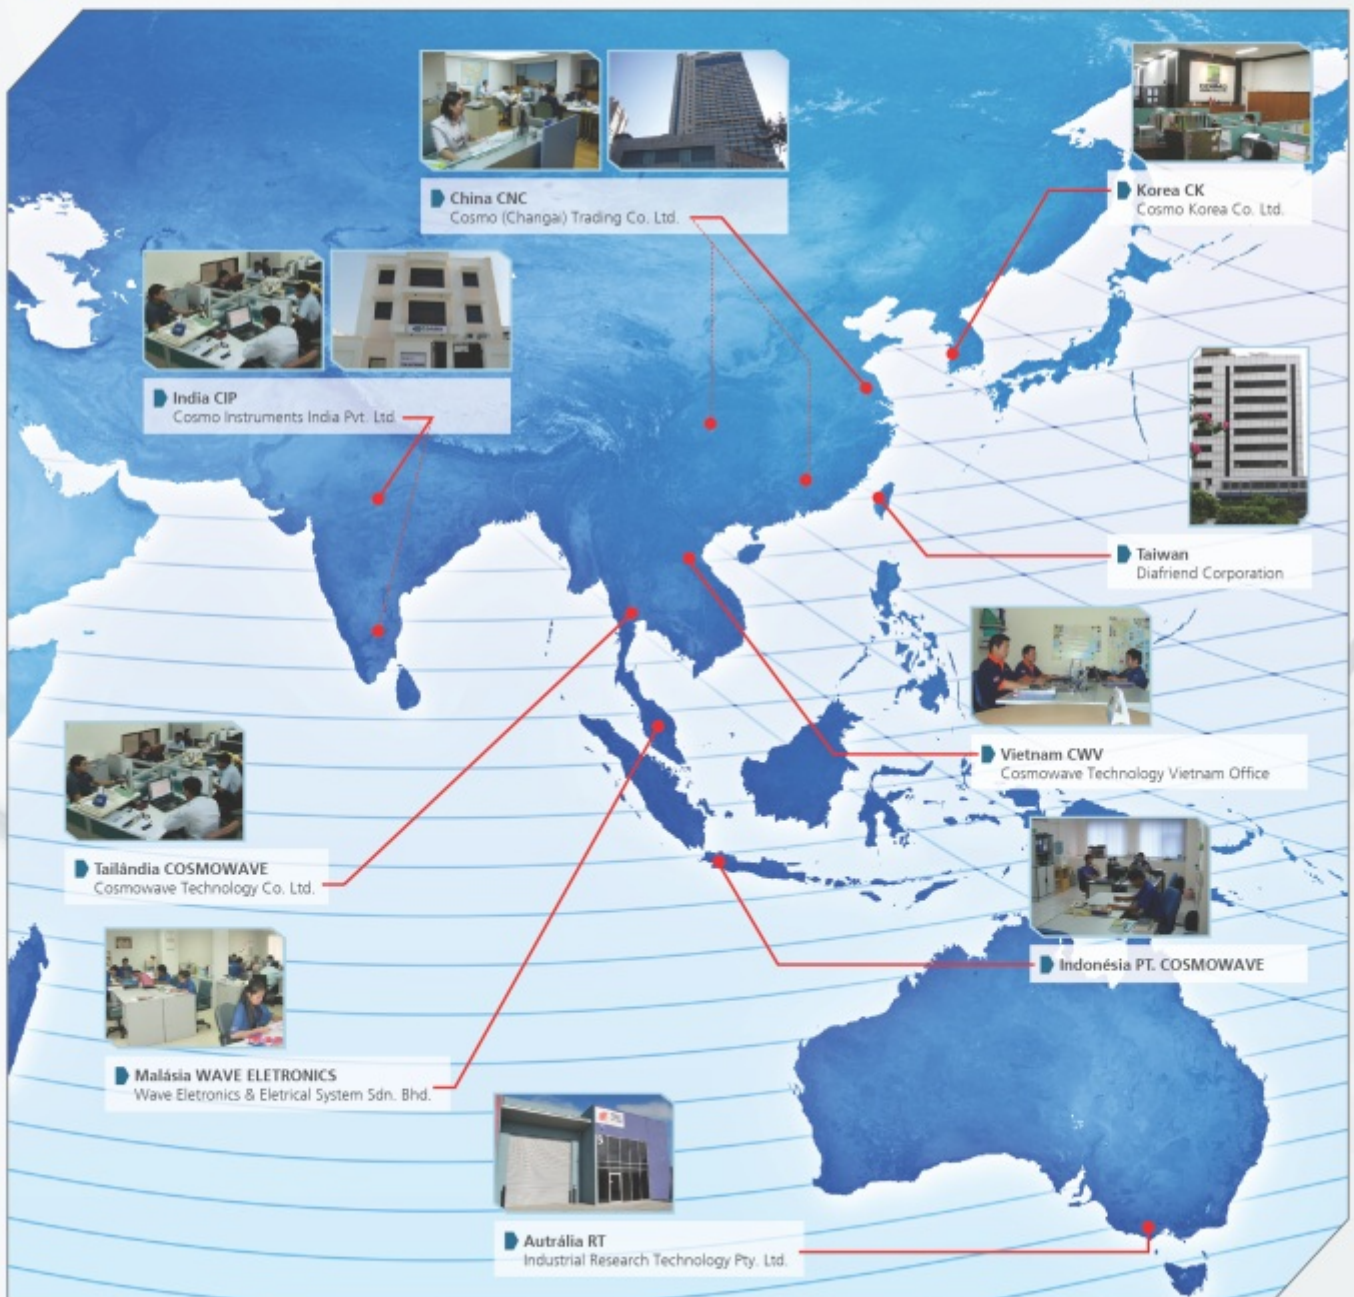 China CNC
Cosmo (Changai) Trading Co. Ltd.
Korea CK
Cosmo Korea Co. Ltd.
India CIP
Cosmo Instruments India Pvt. Ltd.
Taiwan
Diafriend Corporation
Vietnam CWV
Cosmowave Technology Vietnam Office
Tailândia COSMOWAVE
Cosmowave Technology Co. Ltd.
Indonésia PT. COSMOWAVE
Malásia WAVE ELETRONICS
Wave Eletronics & Eletrical System Sdn. Bhd.
Autrália RT
Industrial Research Technology Pty. Ltd.